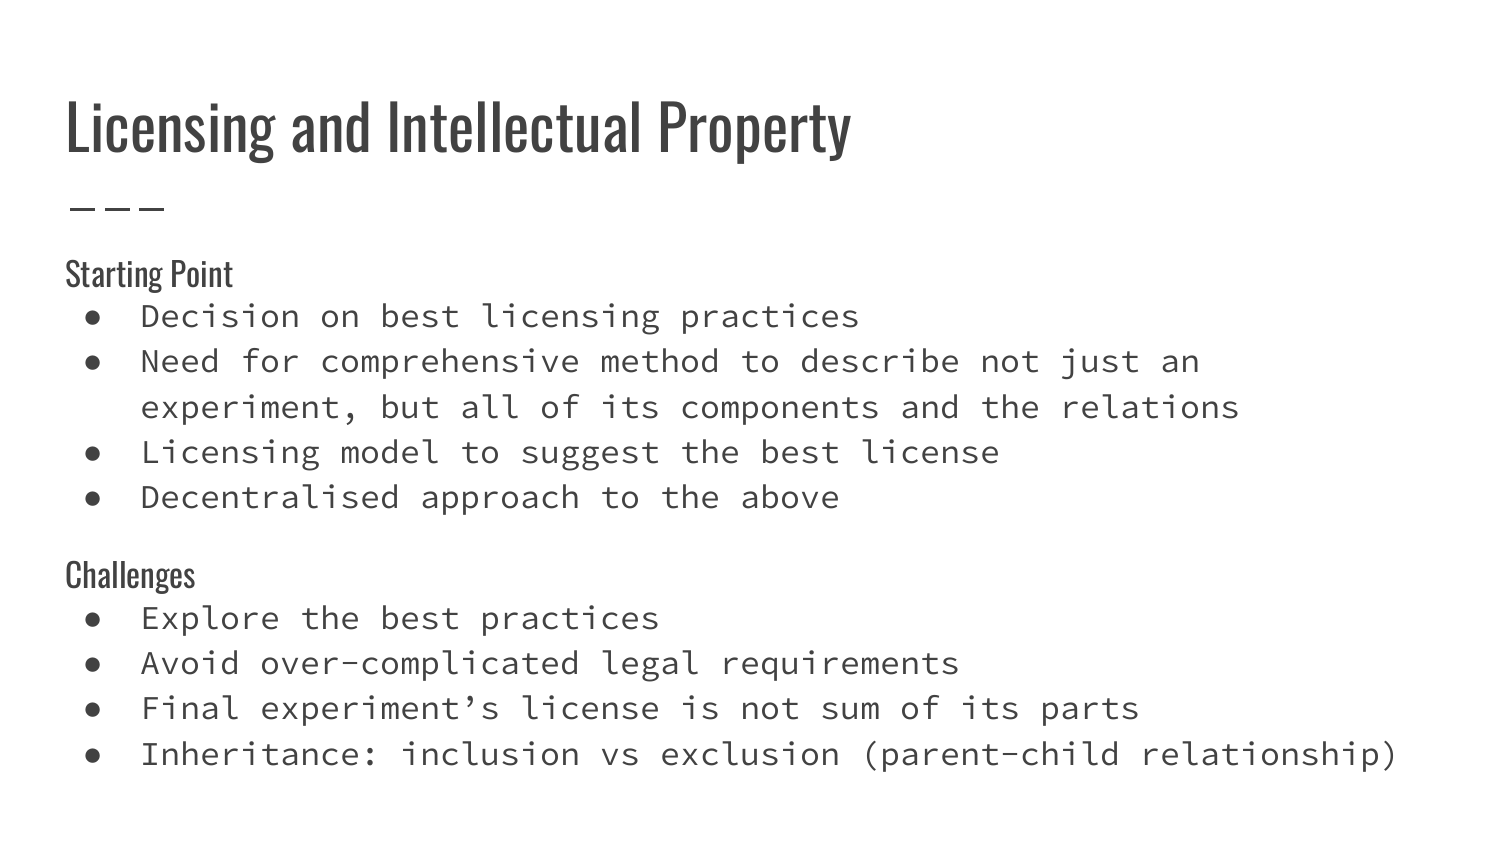 Licensing and Intellectual Property
Starting Point
● Decision on best licensing practices
● Need for comprehensive method to describe not just an
experiment, but all of its components and the relations
● Licensing model to suggest the best license
● Decentralised approach to the above
Challenges
● Explore the best practices
● Avoid over-complicated legal requirements
● Final experiment’s license is not sum of its parts
● Inheritance: inclusion vs exclusion (parent-child relationship)